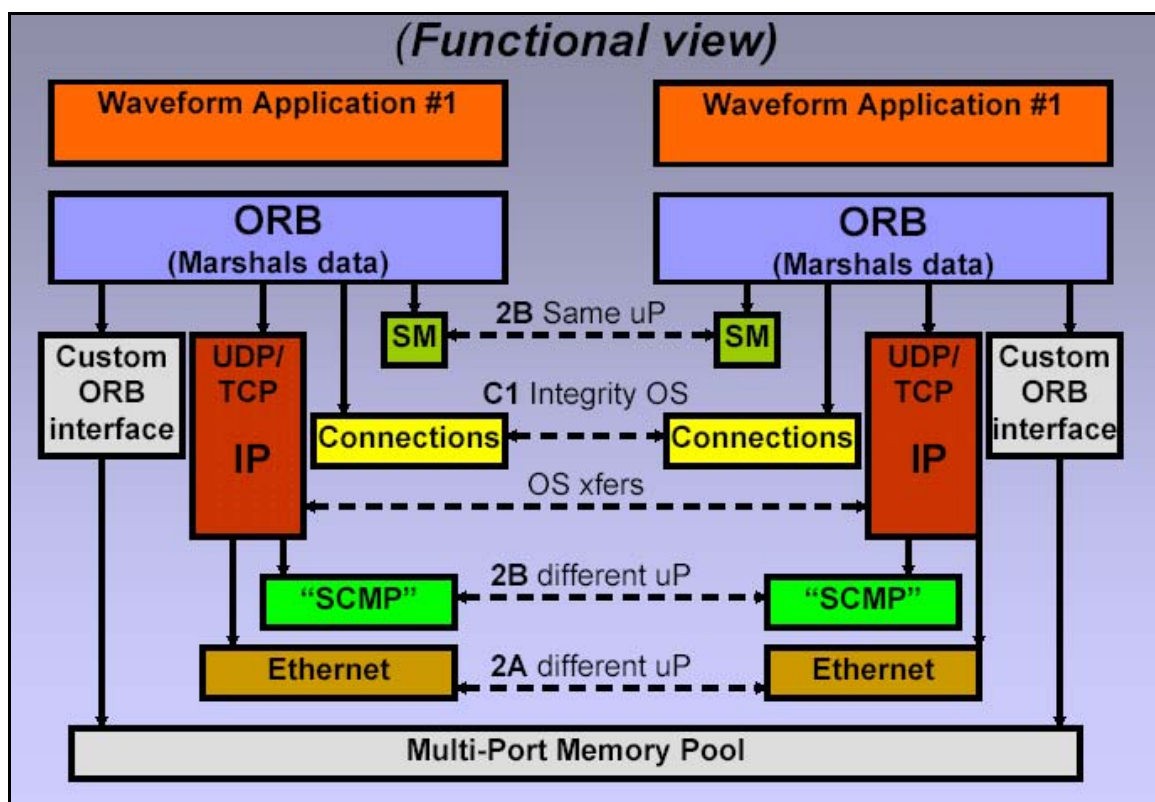 (Functional view)
Waveform Application #1
Waveform Application #1
ORB
(Marshals data)
ORB
(Marshals data)
SM
2B Same uP
SM
Custom
ORB
interface
UDP/
TCP
IP
Connections
C1 Integrity OS
Connections
UDP/
TCP
IP
Custom
ORB
interface
OS xfers
“SCMP”
2B different uP
“SCMP”
Ethernet
2A different uP
Ethernet
Multi-Port Memory Pool